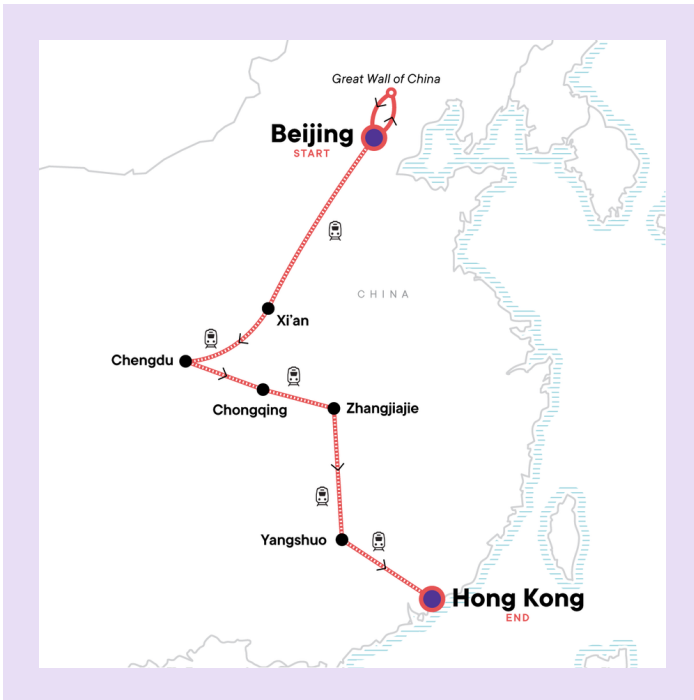 Great Wall of China
Beijing
START
CHINA
Xi'an
Chengdu
Chongqing
Zhangjiajie
Yangshuo
Hong Kong
END